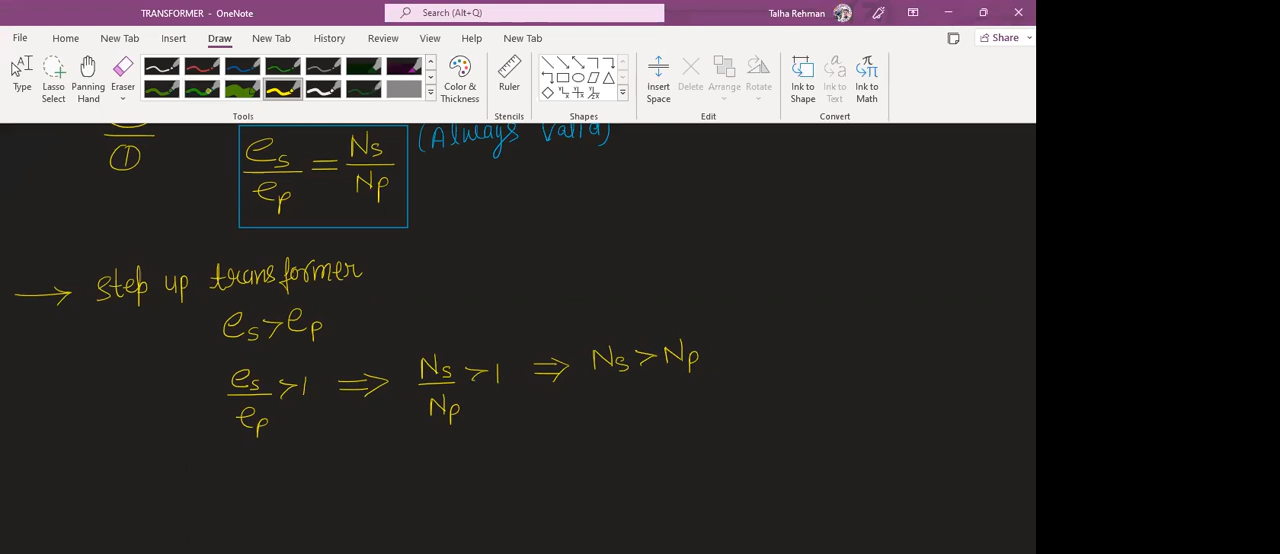 TRANSFORMER - OneNote
Search (Alt+Q)
Talha Rehman
File Home New Tab Insert Draw New Tab History Review View Help New Tab
Share
Type
Lasso Select
Panning Hand
Eraser
Color & Thickness
Ruler
Shapes
Insert Space
Delete
Arrange
Rotate
Ink to Shape
Ink to Text
Ink to Math
Tools
Stencils
Shapes
Edit
Convert
①
es/ep = Ns/Np
(Always Valid)
→ step up transformer
es > ep
es/ep > 1 ⇒ Ns/Np > 1 ⇒ Ns > Np